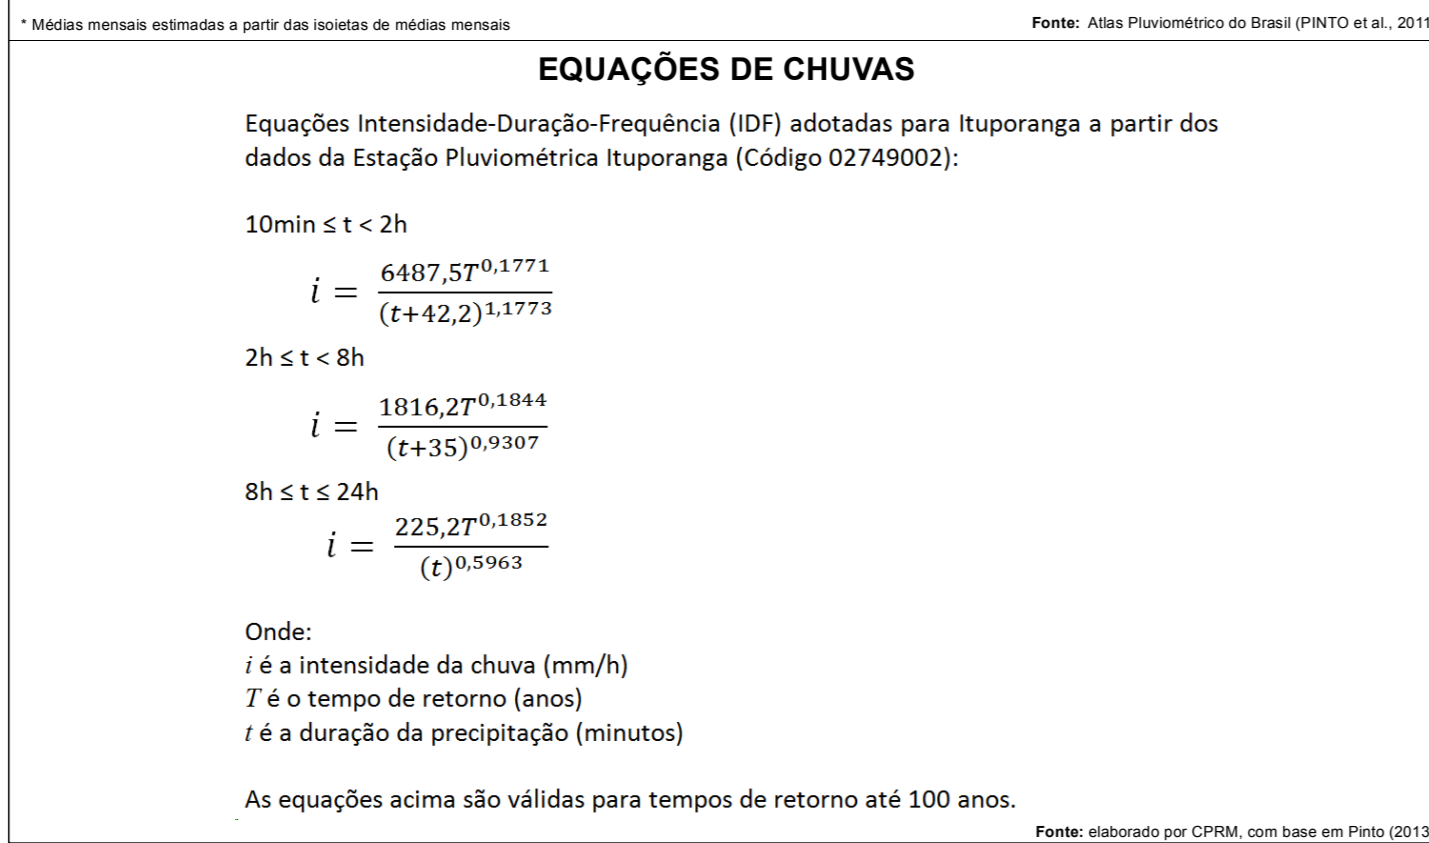 * Médias mensais estimadas a partir das isoietas de médias mensais
Fonte: Atlas Pluviométrico do Brasil (PINTO et al., 2011
EQUAÇÕES DE CHUVAS
Equações Intensidade-Duração-Frequência (IDF) adotadas para Ituporanga a partir dos
dados da Estação Pluviométrica Ituporanga (Código 02749002):
10min ≤ t < 2h
i = 6487,5T^0,1771 / (t+42,2)^1,1773
2h ≤ t < 8h
i = 1816,2T^0,1844 / (t+35)^0,9307
8h ≤ t ≤ 24h
i = 225,2T^0,1852 / (t)^0,5963
Onde:
i é a intensidade da chuva (mm/h)
T é o tempo de retorno (anos)
t é a duração da precipitação (minutos)
As equações acima são válidas para tempos de retorno até 100 anos.
Fonte: elaborado por CPRM, com base em Pinto (2013